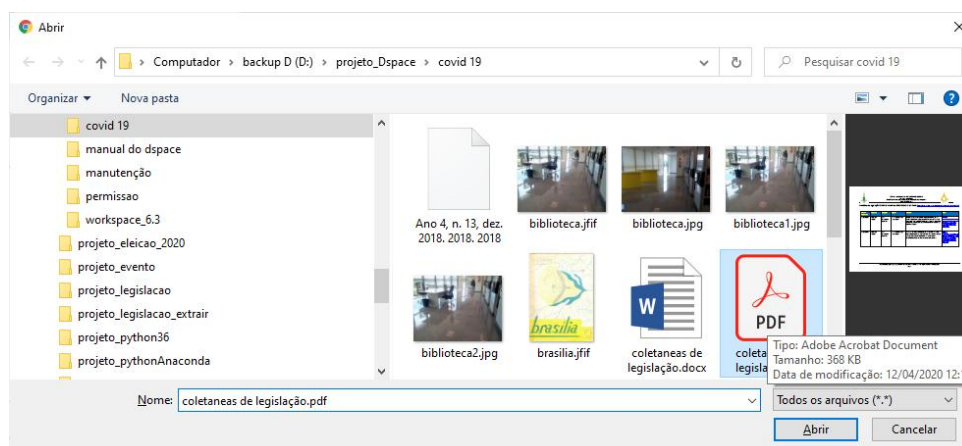 Abrir
Computador > backup D (D:) > projeto_Dspace > covid 19
Pesquisar covid 19
Organizar
Nova pasta
covid 19
manual do dspace
manutenção
permissao
workspace_6.3
projeto_eleicao_2020
projeto_evento
projeto_legislacao
projeto_legislacao_extrair
projeto_python36
projeto_pythonAnaconda
Ano 4, n. 13, dez.
2018. 2018. 2018
biblioteca.jfif
biblioteca.jpg
biblioteca1.jpg
biblioteca2.jpg
brasilia
brasilia.jfif
W
coletaneas de
legislação.docx
PDF
coleta
legisla
Tipo: Adobe Acrobat Document
Tamanho: 368 KB
Data de modificação: 12/04/2020 12:
Nome:
coletaneas de legislação.pdf
Todos os arquivos (*.*)
Abrir
Cancelar